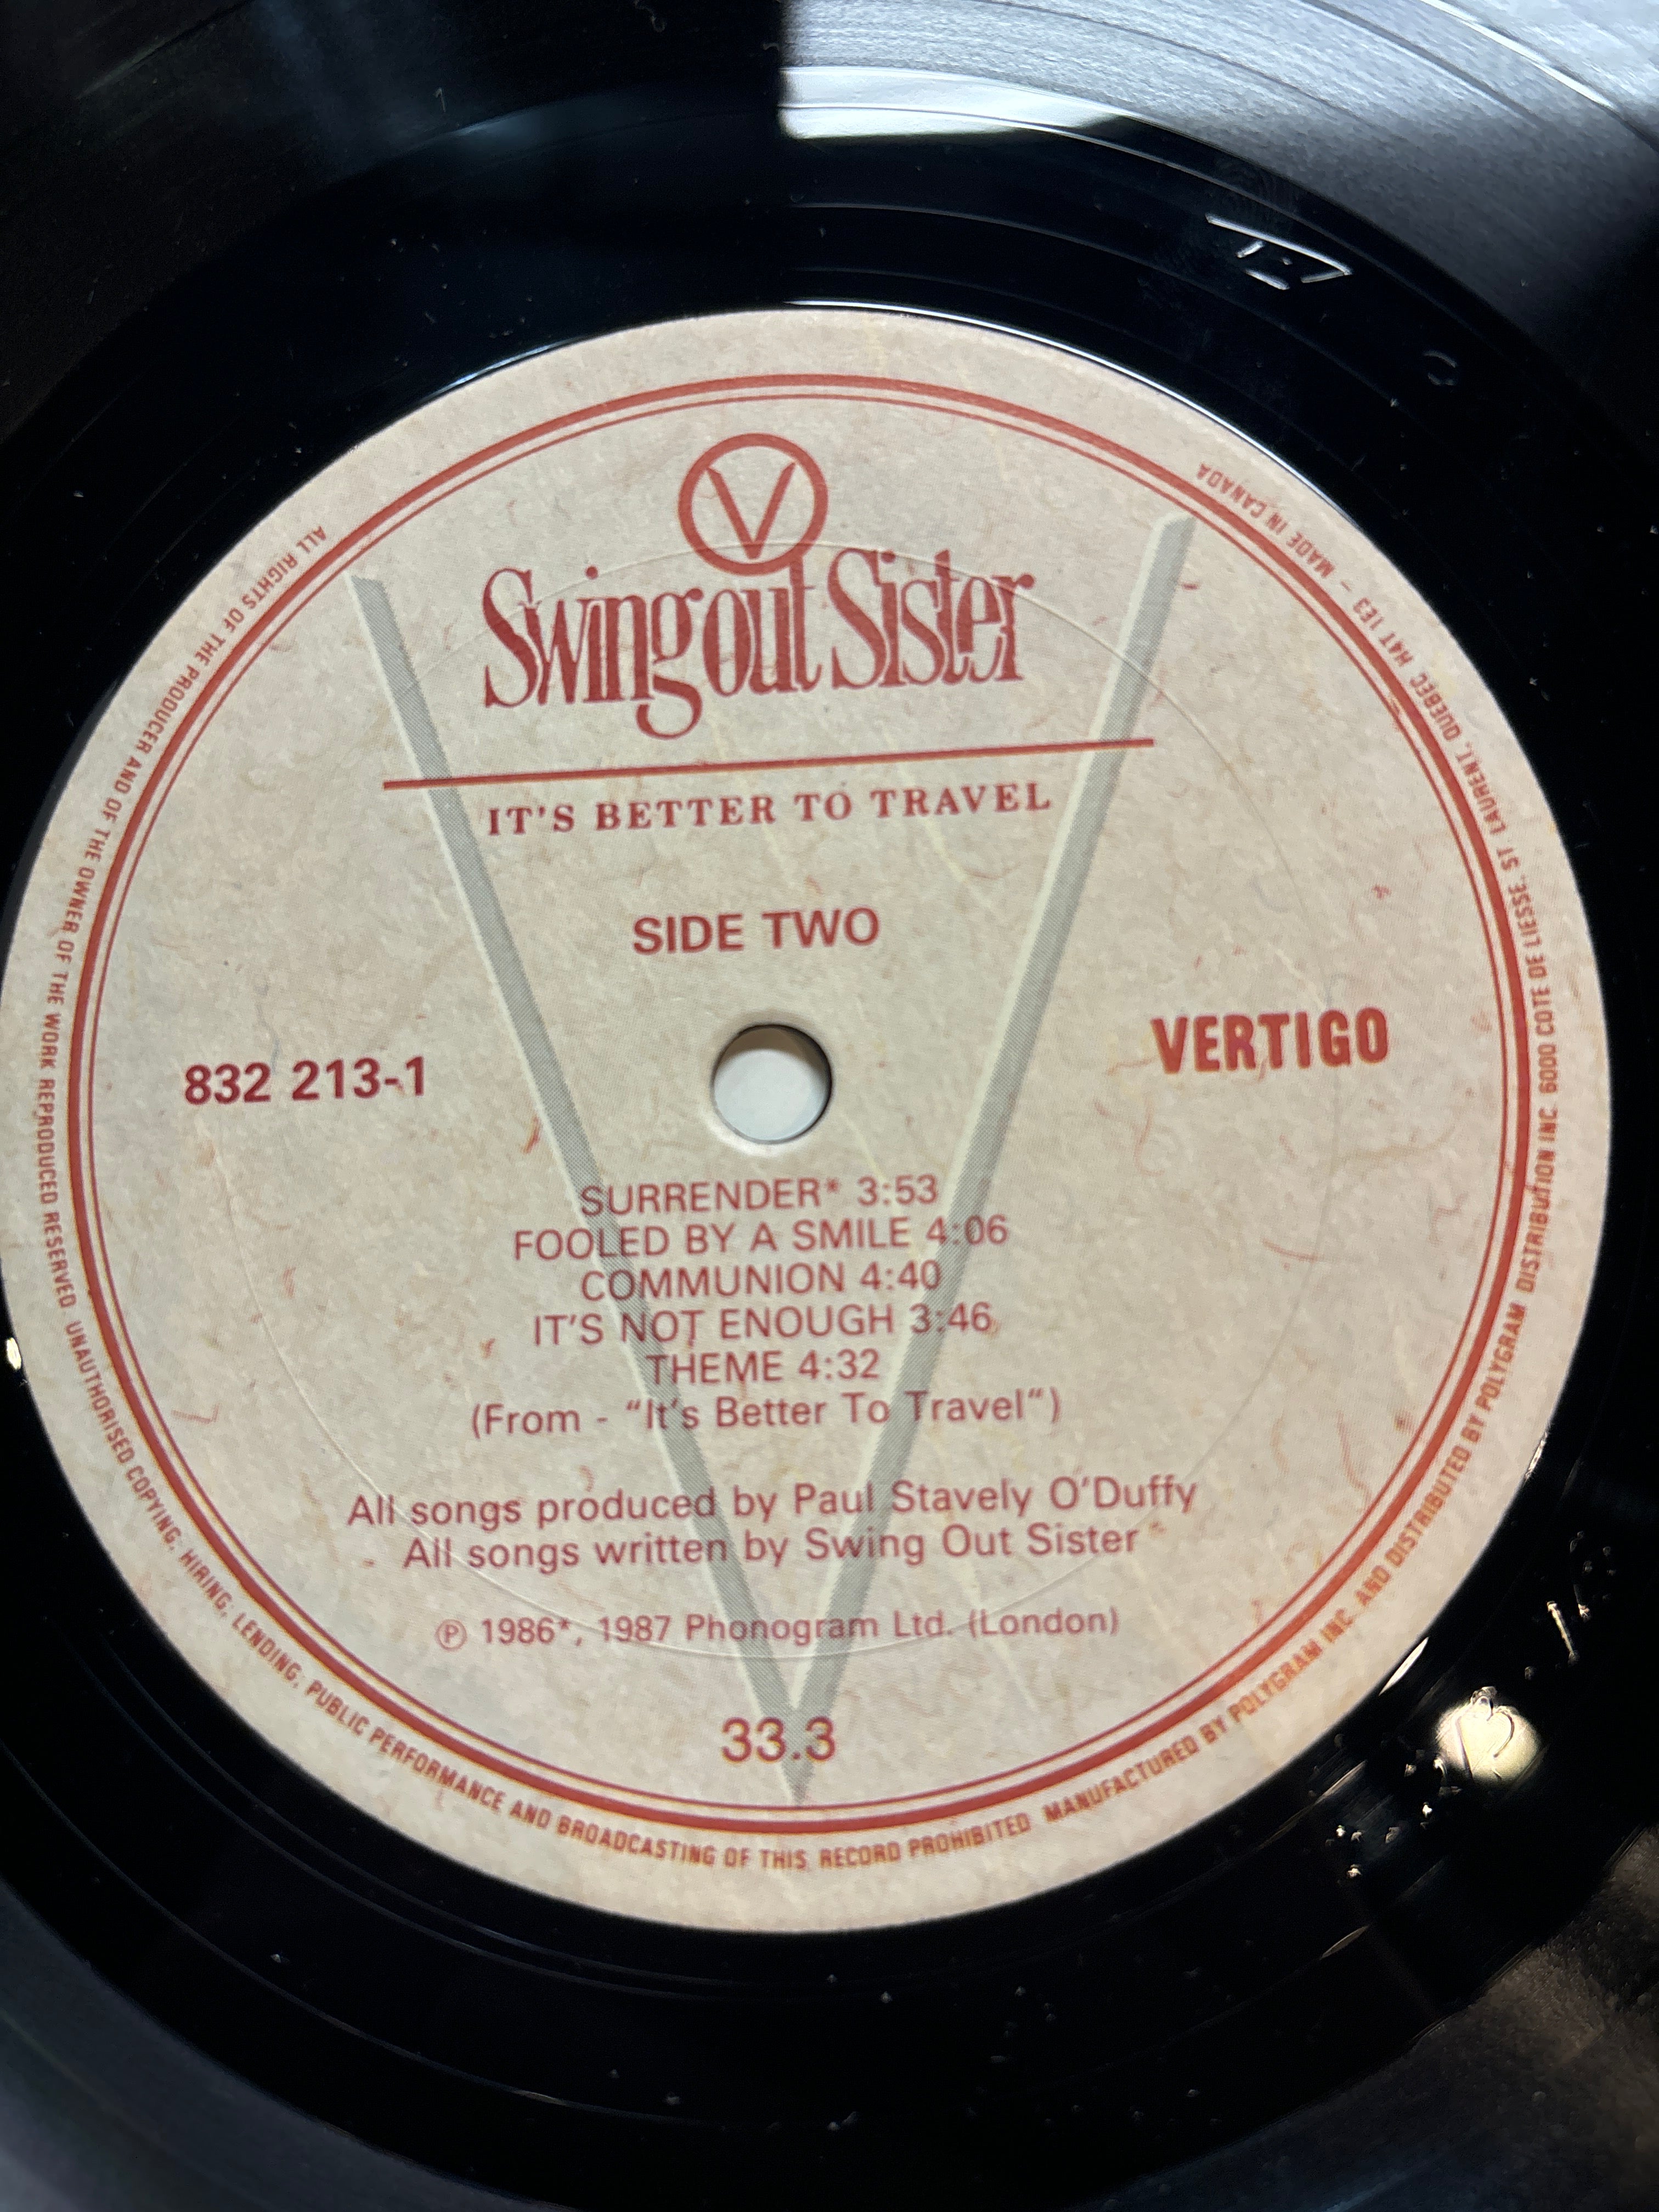 V
Swing out Sister
IT'S BETTER TO TRAVEL
SIDE TWO
832 213-1
VERTIGO
SURRENDER* 3:53
FOOLED BY A SMILE 4:06
COMMUNION 4:40
IT'S NOT ENOUGH 3:46
THEME 4:32
(From - “It's Better To Travel“)
All songs produced by Paul Stavely O'Duffy
All songs written by Swing Out Sister
℗ 1986*, 1987 Phonogram Ltd. (London)
33.3
ALL RIGHTS OF THE PRODUCER AND OF THE OWNER OF THE WORK REPRODUCED RESERVED. UNAUTHORISED COPYING, HIRING, LENDING, PUBLIC PERFORMANCE AND BROADCASTING OF THIS RECORD PROHIBITED MANUFACTURED BY POLYGRAM INC. AND DISTRIBUTED BY POLYGRAM DISTRIBUTION INC. 6000 COTE DE LIESSE, ST LAURENT, QUEBEC H4T 1E3 – MADE IN CANADA